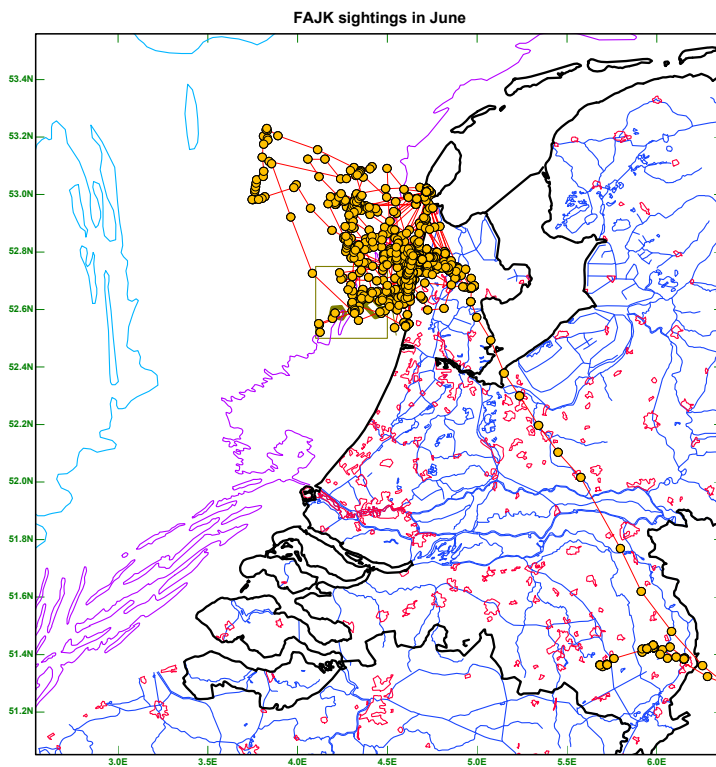 FAJK sightings in June
53.4N
53.2N
53.0N
52.8N
52.6N
52.4N
52.2N
52.0N
51.8N
51.6N
51.4N
51.2N
3.0E 3.5E 4.0E 4.5E 5.0E 5.5E 6.0E